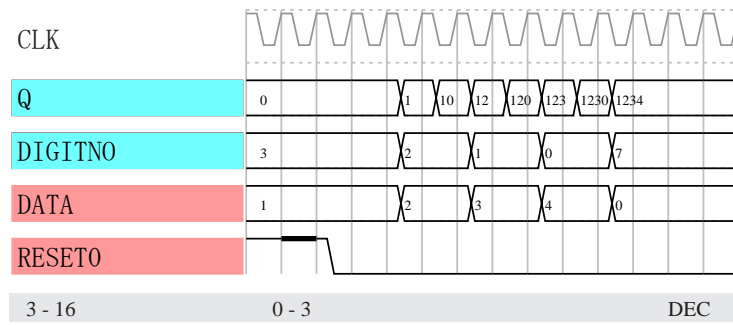 CLK
Q 0 1 10 12 120 123 1230 1234
DIGITNO 3 2 1 0 7
DATA 1 2 3 4 0
RESETO
3 - 16 0 - 3 DEC